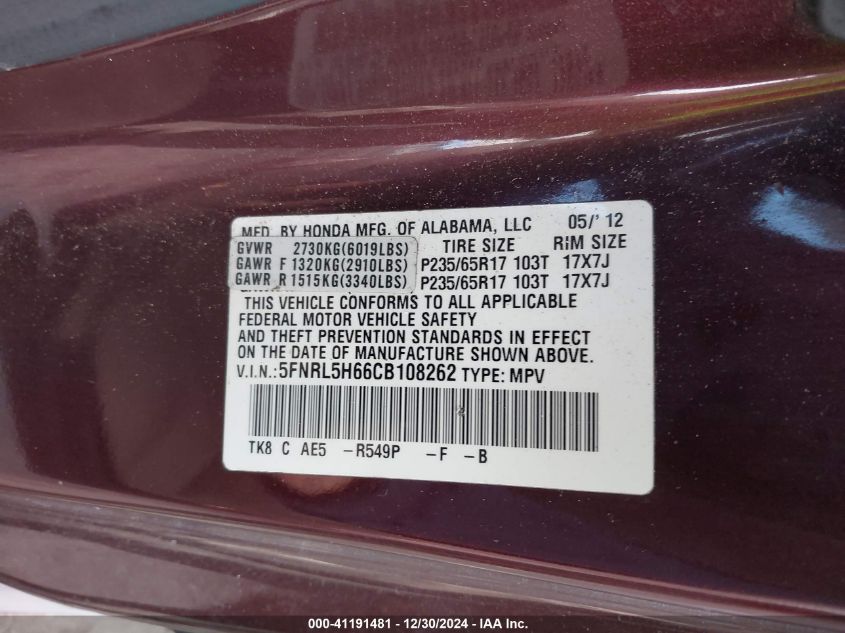 MFD. BY HONDA MFG. OF ALABAMA, LLC 05/'12
GVWR 2730KG(6019LBS) TIRE SIZE RIM SIZE
GAWR F 1320KG(2910LBS) P235/65R17 103T 17X7J
GAWR R 1515KG(3340LBS) P235/65R17 103T 17X7J
THIS VEHICLE CONFORMS TO ALL APPLICABLE
FEDERAL MOTOR VEHICLE SAFETY
AND THEFT PREVENTION STANDARDS IN EFFECT
ON THE DATE OF MANUFACTURE SHOWN ABOVE.
V.I.N.:5FNRL5H66CB108262 TYPE: MPV
TK8 C AE5 -R549P -F -B
000-41191481 - 12/30/2024 - IAA Inc.